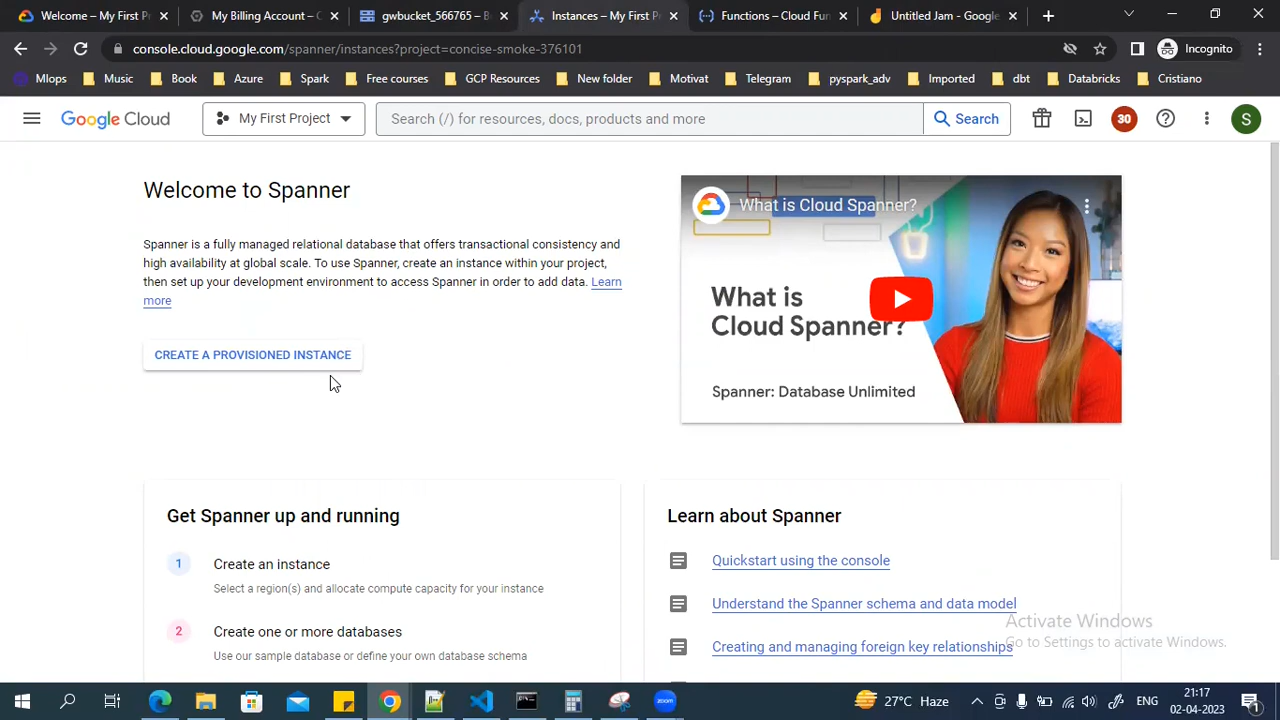 Welcome – My First P
My Billing Account – C
gwbucket_5667 – B
Instances – My First P
Functions – Cloud Fun
Untitled Jam - Google
console.cloud.google.com/spanner/instances?project=concise-smoke-376101
Incognito
Mlops
Music
Book
Azure
Spark
Free courses
GCP Resources
New folder
Motivat
Telegram
pyspark_adv
Imported
dbt
Databricks
Cristiano
Google Cloud
My First Project
Search (/) for resources, docs, products and more
Search
30
S
Welcome to Spanner
Spanner is a fully managed relational database that offers transactional consistency and
high availability at global scale. To use Spanner, create an instance within your project,
then set up your development environment to access Spanner in order to add data. Learn
more
CREATE A PROVISIONED INSTANCE
What is Cloud Spanner?
What is
Cloud Spanner?
Spanner: Database Unlimited
Get Spanner up and running
1 Create an instance
Select a region(s) and allocate compute capacity for your instance
2 Create one or more databases
Use our sample database or define your own database schema
Learn about Spanner
Quickstart using the console
Understand the Spanner schema and data model
Creating and managing foreign key relationships
Activate Windows
Go to Settings to activate Windows.
zoom
27°C Haze
ENG
21:17
02-04-2023
1